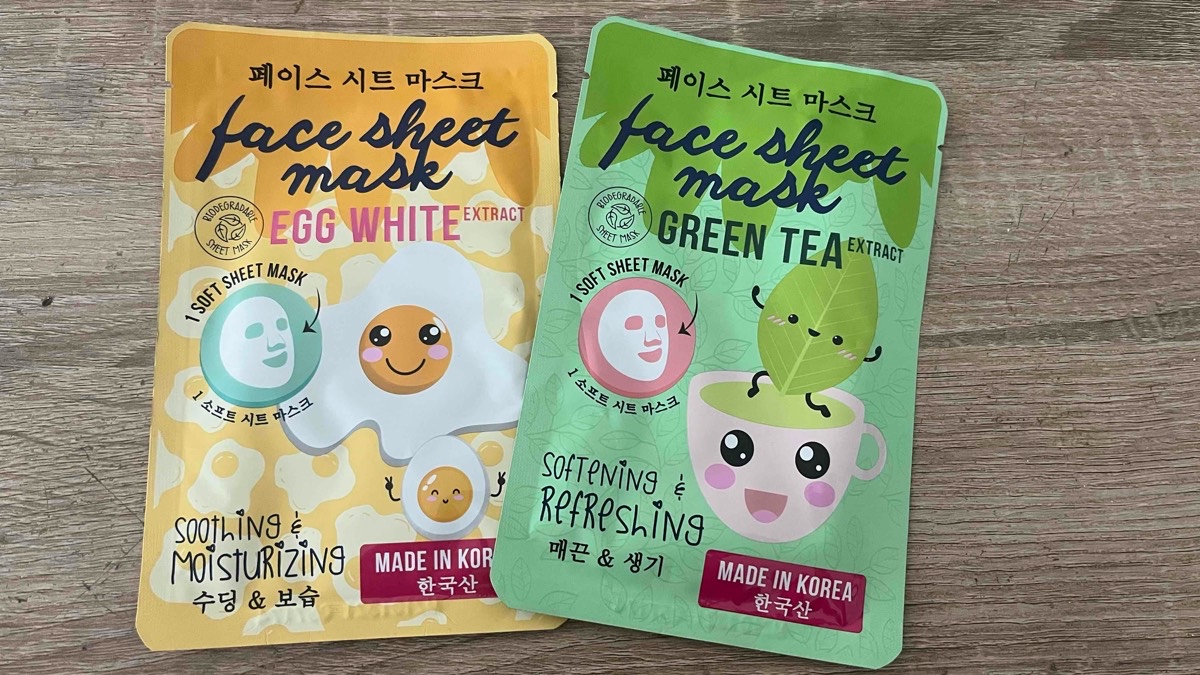 페이스 시트 마스크
face sheet
mask
EGG WHITE EXTRACT
BIODEGRADABLE
SHEET MASK
1 SOFT SHEET MASK
1 소프트 시트 마스크
SOOTHING &
MOISTURIZING
수딩 & 보습
MADE IN KOR
한국산
페이스 시트 마스크
face sheet
mask
GREEN TEA EXTRACT
BIODEGRADABLE
SHEET MASK
1 SOFT SHEET MASK
1 소프트 시트 마스크
SOFTENING &
REFRESHING
매끈 & 생기
MADE IN KOREA
한국산